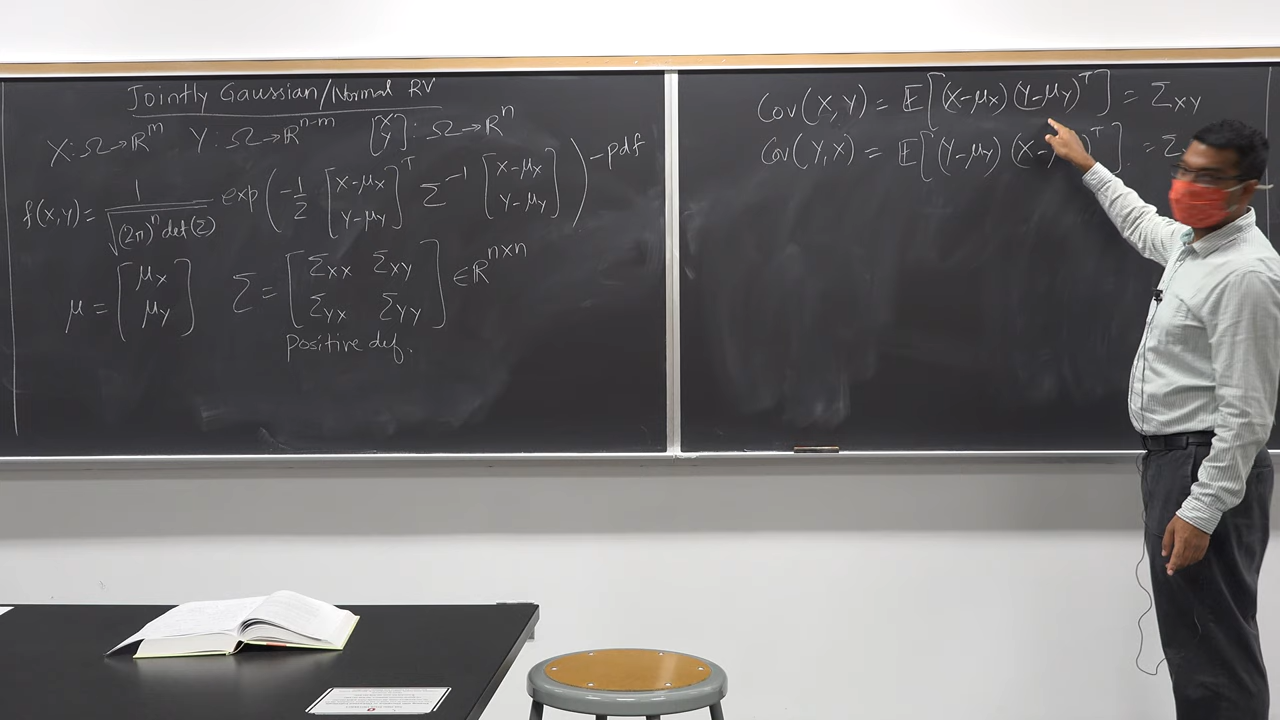 Jointly Gaussian/Normal RV
X:Ω→ℝ^m Y:Ω→ℝ^{n-m} [X Y]:Ω→ℝ^n
f(x,y)= 1/√((2π)^n det(Σ)) exp(-1/2 [x-μx y-μy]^T Σ^{-1} [x-μx y-μy]) -pdf
μ = [μx μy] Σ = [Σxx Σxy Σyx Σyy] ∈ ℝ^{n×n}
Positive def.
Cov(X,Y) = E[(X-μx)(Y-μy)^T] = Σxy
Cov(Y,X) = E[(Y-μy)(X-μ)^T] = Σ